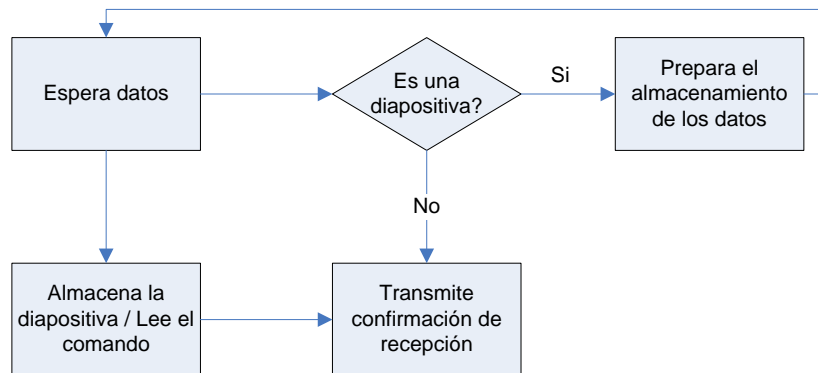 Espera datos
Es una
diapositiva?
Si
Prepara el
almacenamiento
de los datos
No
Almacena la
diapositiva / Lee el
comando
Transmite
confirmación de
recepción